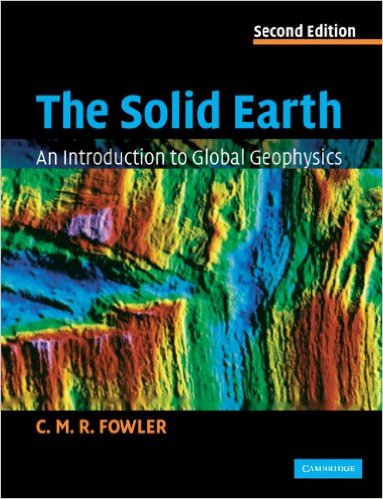 Second Edition
The Solid Earth
An Introduction to Global Geophysics
C. M. R. FOWLER
CAMBRIDGE